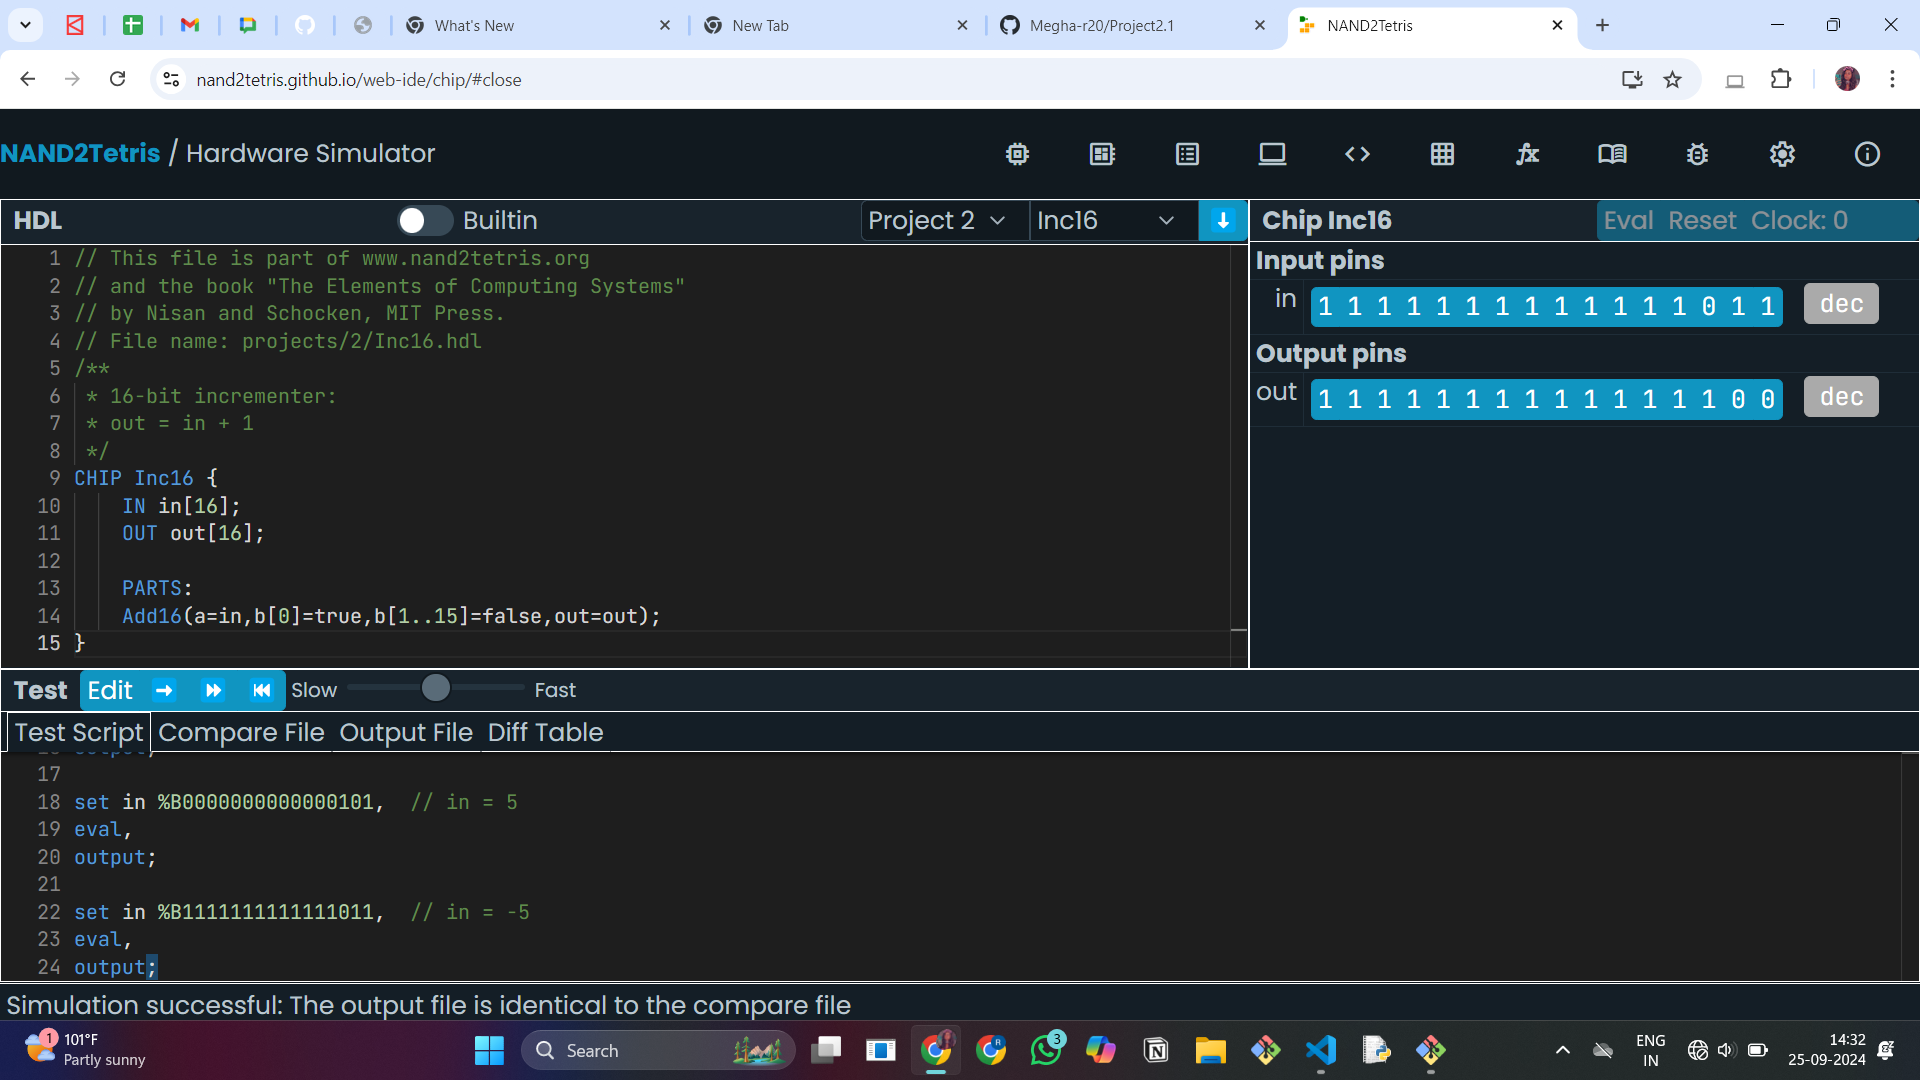 What's New
New Tab
Megha-r20/Project2.1
NAND2Tetris
nand2tetris.github.io/web-ide/chip/#close
NAND2Tetris / Hardware Simulator
HDL
Builtin
Project 2
Inc16
Chip Inc16
Eval Reset Clock: 0
1 // This file is part of www.nand2tetris.org
2 // and the book "The Elements of Computing Systems"
3 // by Nisan and Schocken, MIT Press.
4 // File name: projects/2/Inc16.hdl
5 /**
6 * 16-bit incrementer:
7 * out = in + 1
8 */
9 CHIP Inc16 {
10 IN in[16];
11 OUT out[16];
12
13 PARTS:
14 Add16(a=in,b[0]=true,b[1..15]=false,out=out);
15 }
Input pins
in 1 1 1 1 1 1 1 1 1 1 1 1 1 0 1 1 dec
Output pins
out 1 1 1 1 1 1 1 1 1 1 1 1 1 1 0 0 dec
Test Edit Slow Fast
Test Script Compare File Output File Diff Table
17
18 set in %B0000000000000101, // in = 5
19 eval,
20 output;
21
22 set in %B1111111111111011, // in = -5
23 eval,
24 output;
Simulation successful: The output file is identical to the compare file
1
101°F
Partly sunny
Search
R
3
ENG
IN
14:32
25-09-2024